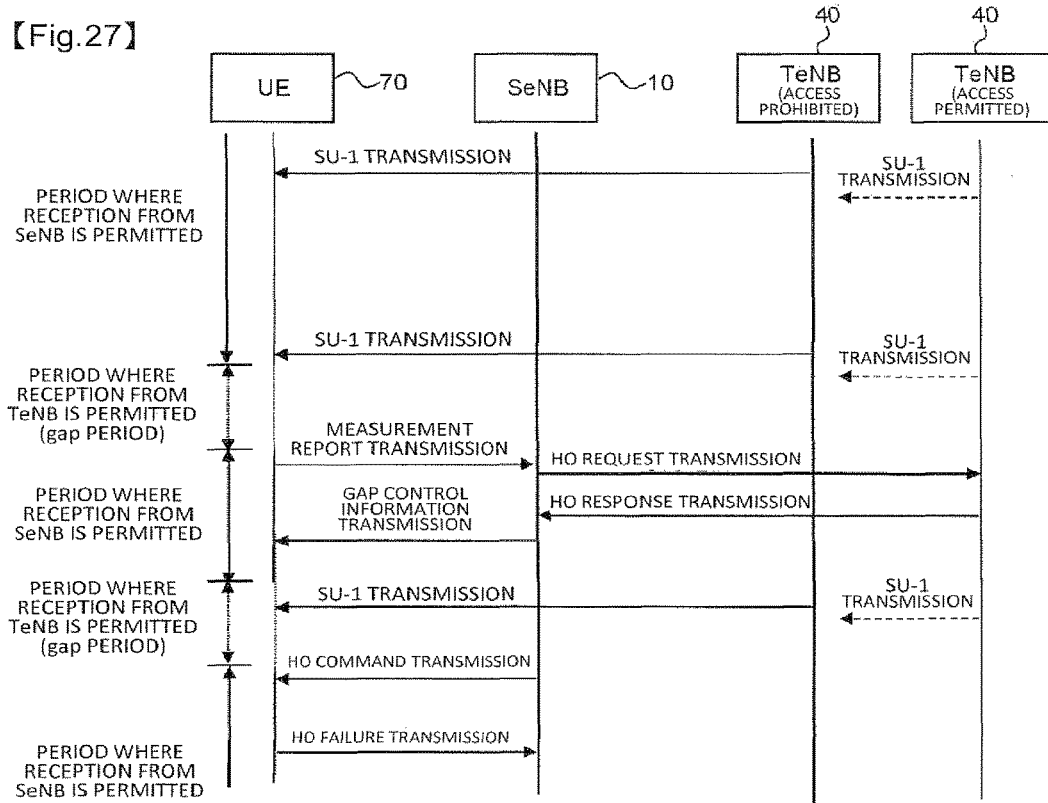 【Fig.27】
40
40
UE
70
SeNB
10
TeNB
(ACCESS
PROHIBITED)
TeNB
(ACCESS
PERMITTED)
SU-1 TRANSMISSION
SU-1
TRANSMISSION
PERIOD WHERE
RECEPTION FROM
SeNB IS PERMITTED
SU-1 TRANSMISSION
SU-1
TRANSMISSION
PERIOD WHERE
RECEPTION FROM
TeNB IS PERMITTED
(gap PERIOD)
MEASUREMENT
REPORT TRANSMISSION
HO REQUEST TRANSMISSION
PERIOD WHERE
RECEPTION FROM
SeNB IS PERMITTED
GAP CONTROL
INFORMATION
TRANSMISSION
HO RESPONSE TRANSMISSION
PERIOD WHERE
RECEPTION FROM
TeNB IS PERMITTED
(gap PERIOD)
SU-1 TRANSMISSION
SU-1
TRANSMISSION
HO COMMAND TRANSMISSION
HO FAILURE TRANSMISSION
PERIOD WHERE
RECEPTION FROM
SeNB IS PERMITTED